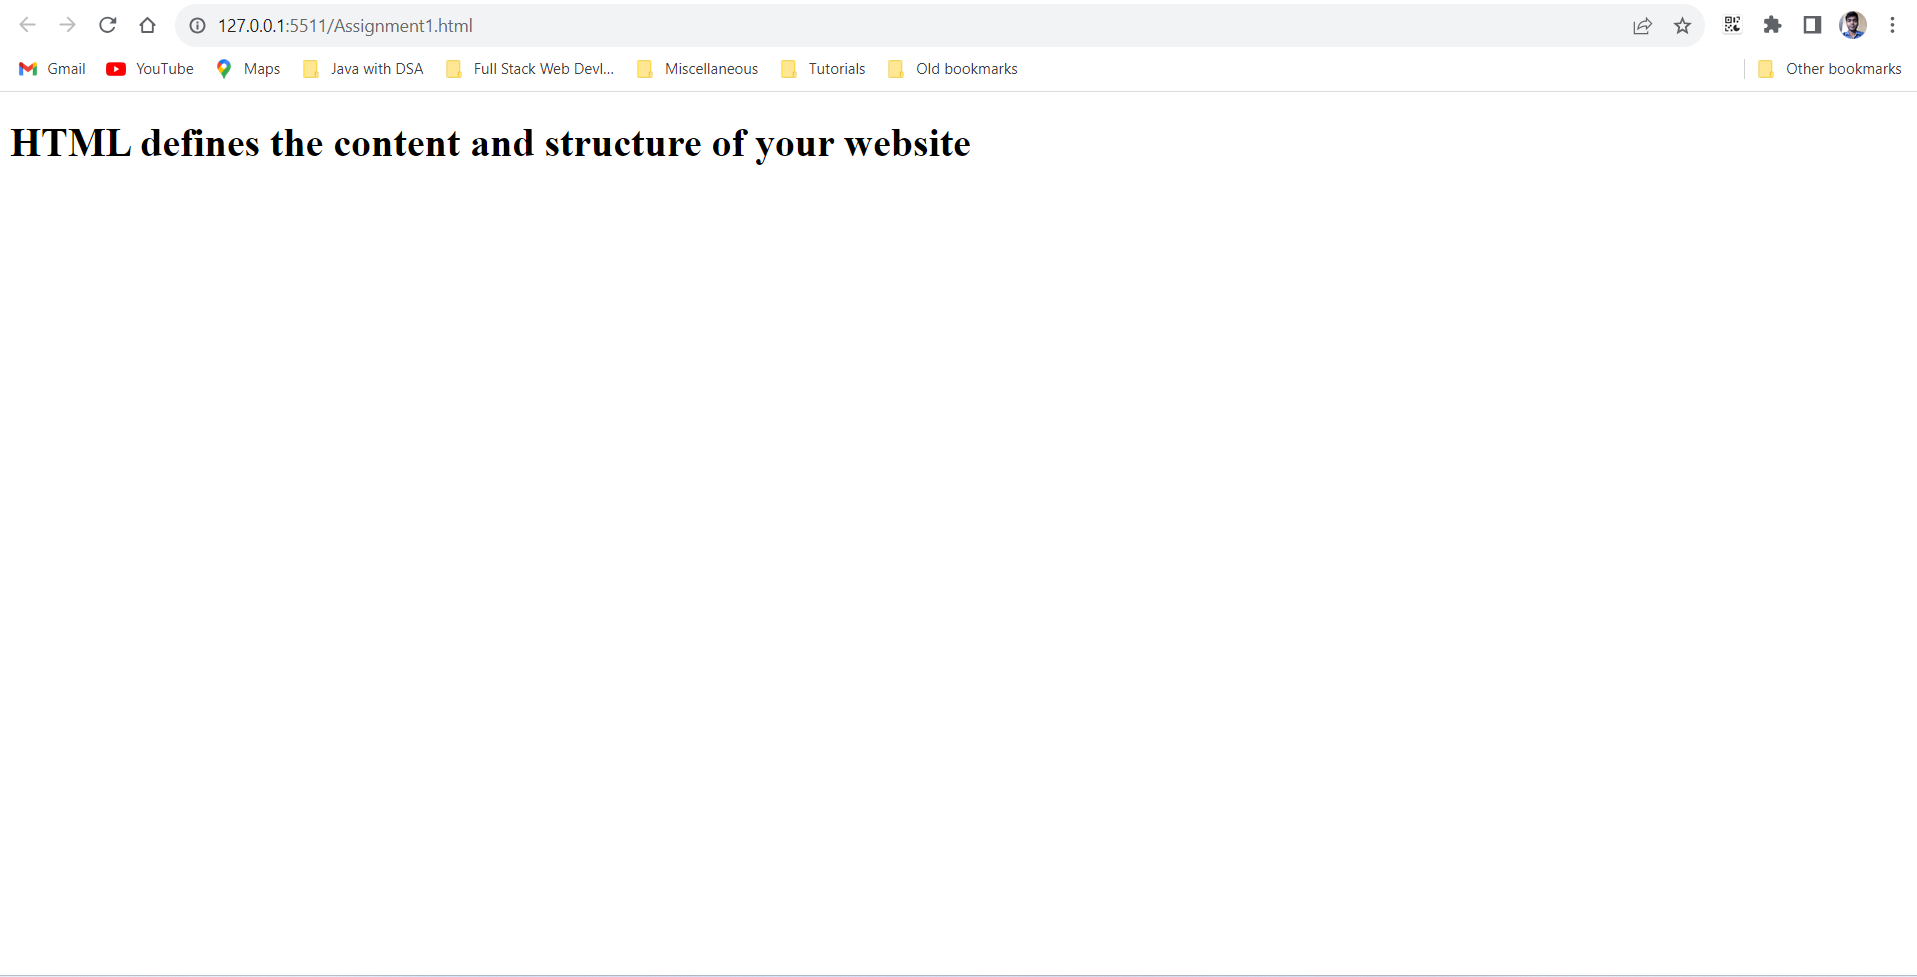 127.0.0.1:5511/Assignment1.html
Gmail YouTube Maps Java with DSA Full Stack Web Devl... Miscellaneous Tutorials Old bookmarks Other bookmarks
HTML defines the content and structure of your website